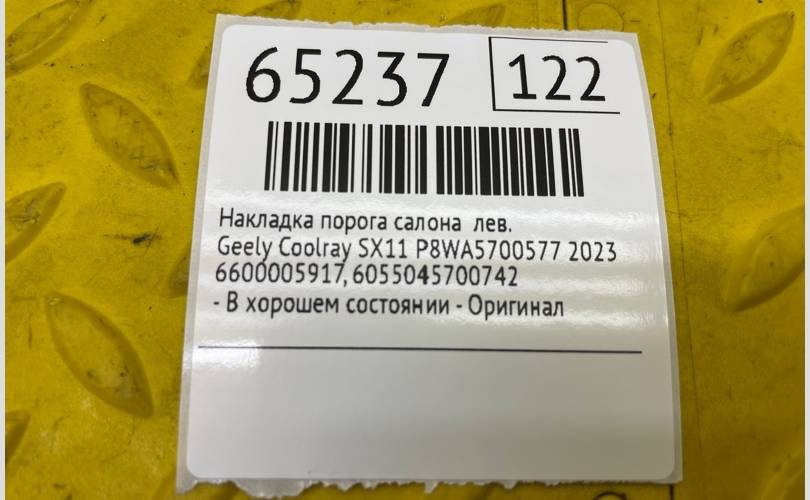 65237 122
Накладка порога салона лев.
Geely Coolray SX11 P8WA5700577 2023
6600005917, 6055045700742
- В хорошем состоянии - Оригинал